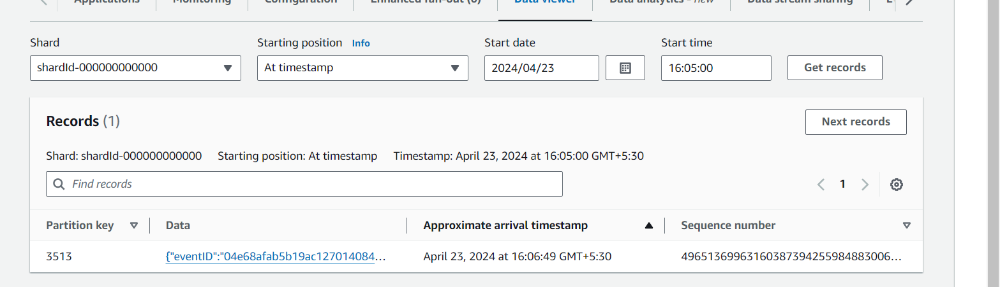 Applications Monitoring Configuration Enhanced fan-out (0) Data viewer Data analytics - new Data stream sharing
Shard Starting position Info Start date Start time
shardId-000000000000 At timestamp 2024/04/23 16:05:00 Get records
Records (1) Next records
Shard: shardId-000000000000 Starting position: At timestamp Timestamp: April 23, 2024 at 16:05:00 GMT+5:30
Find records 1
Partition key Data Approximate arrival timestamp Sequence number
3513 {"eventID":"04e68afab5b19ac127014084... April 23, 2024 at 16:06:49 GMT+5:30 49651369963160387394255984883006...